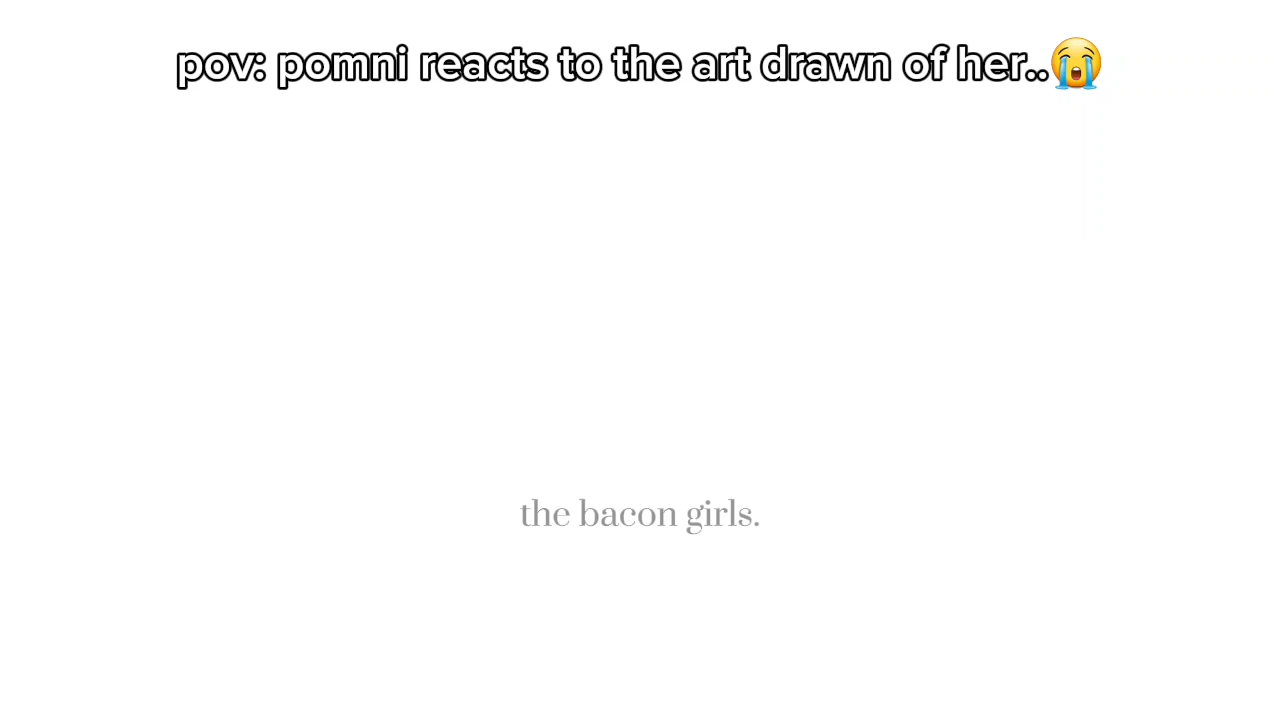 pov: pomni reacts to the art drawn of her..😭
the bacon girls.